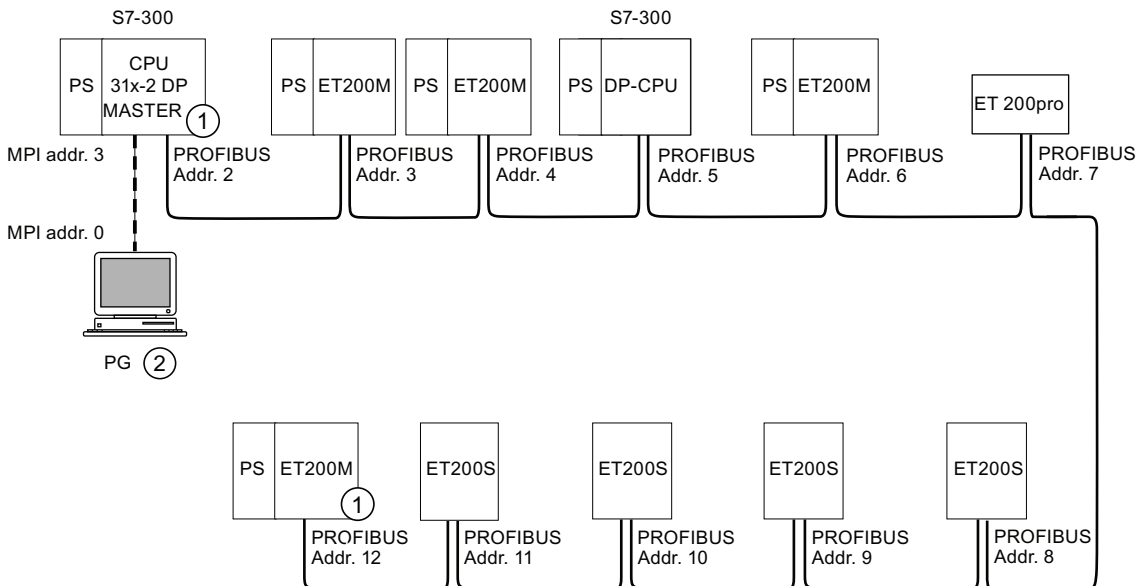 S7-300
S7-300
PS
CPU
31x-2 DP
MASTER
1
PS
ET200M
PS
ET200M
PS
DP-CPU
PS
ET200M
ET 200pro
MPI addr. 3
PROFIBUS
Addr. 2
PROFIBUS
Addr. 3
PROFIBUS
Addr. 4
PROFIBUS
Addr. 5
PROFIBUS
Addr. 6
PROFIBUS
Addr. 7
MPI addr. 0
PG
2
PS
ET200M
1
ET200S
ET200S
ET200S
ET200S
PROFIBUS
Addr. 12
PROFIBUS
Addr. 11
PROFIBUS
Addr. 10
PROFIBUS
Addr. 9
PROFIBUS
Addr. 8